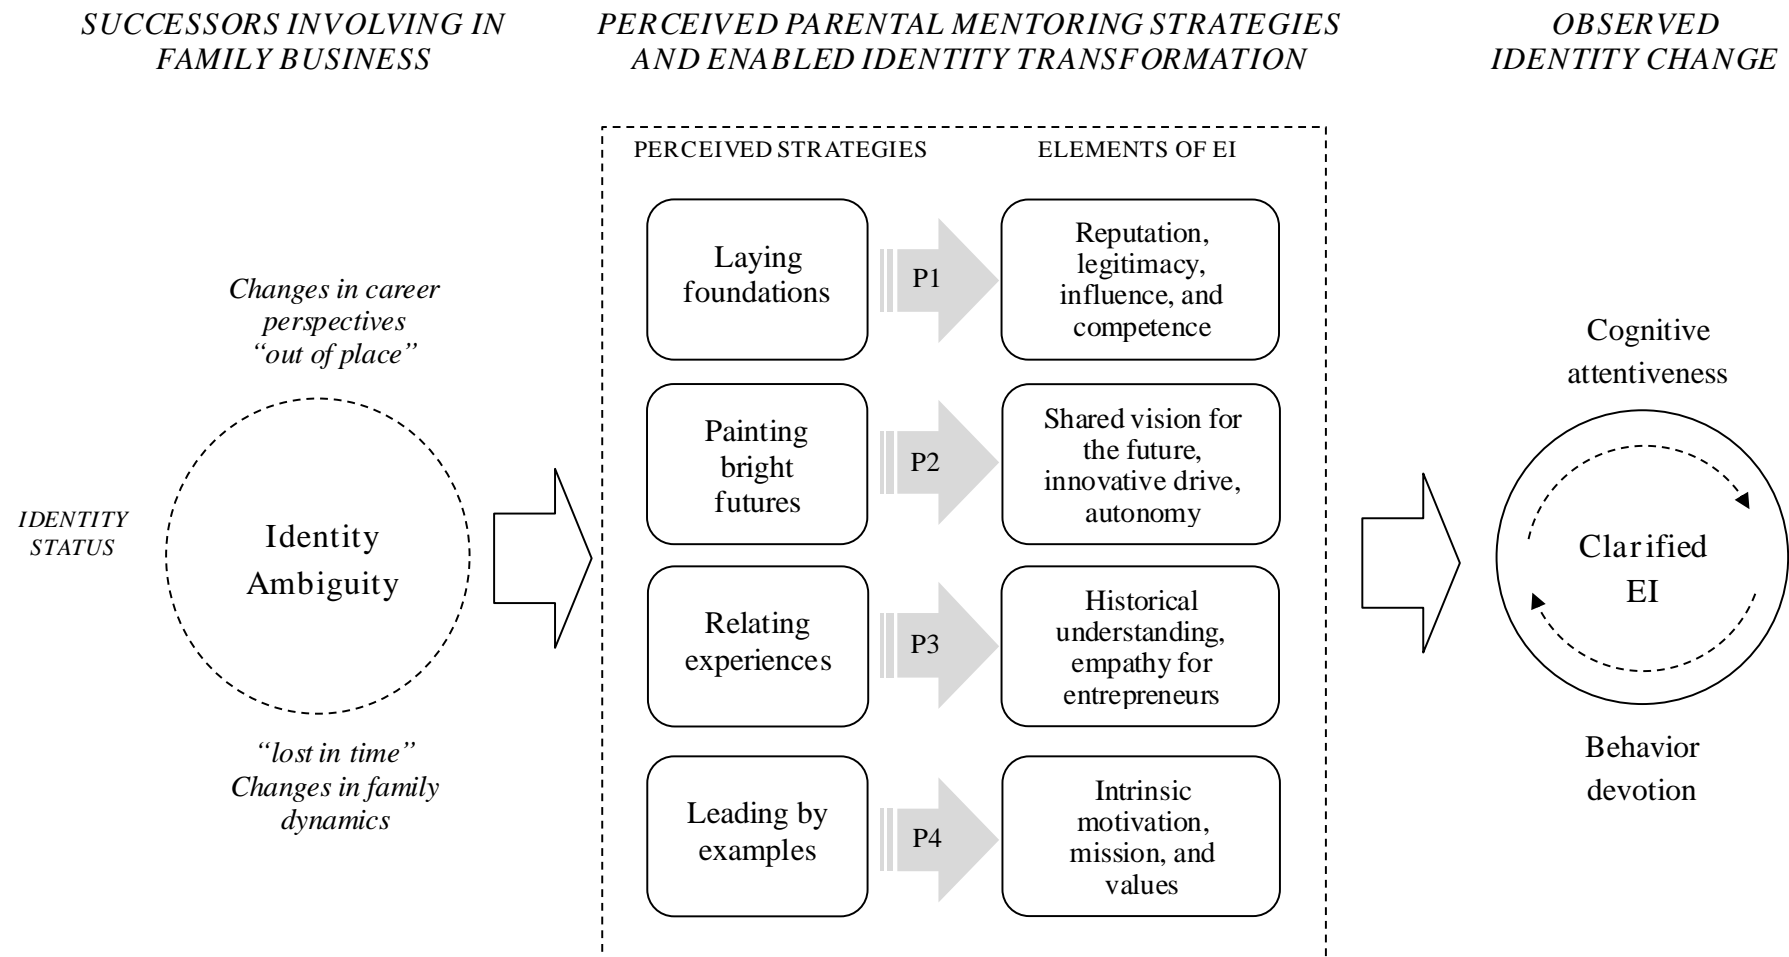 SUCCESSORS INVOLVING IN
FAMILY BUSINESS
PERCEIVED PARENTAL MENTORING STRATEGIES
AND ENABLED IDENTITY TRANSFORMATION
OBSERVED
IDENTITY CHANGE
IDENTITY
STATUS
Changes in career
perspectives
“out of place”
Identity
Ambiguity
“lost in time”
Changes in family
dynamics
PERCEIVED STRATEGIES
ELEMENTS OF EI
Laying
foundations
P1
Reputation,
legitimacy,
influence, and
competence
Painting
bright
futures
P2
Shared vision for
the future,
innovative drive,
autonomy
Relating
experiences
P3
Historical
understanding,
empathy for
entrepreneurs
Leading by
examples
P4
Intrinsic
motivation,
mission, and
values
Cognitive
attentiveness
Clarified
EI
Behavior
devotion